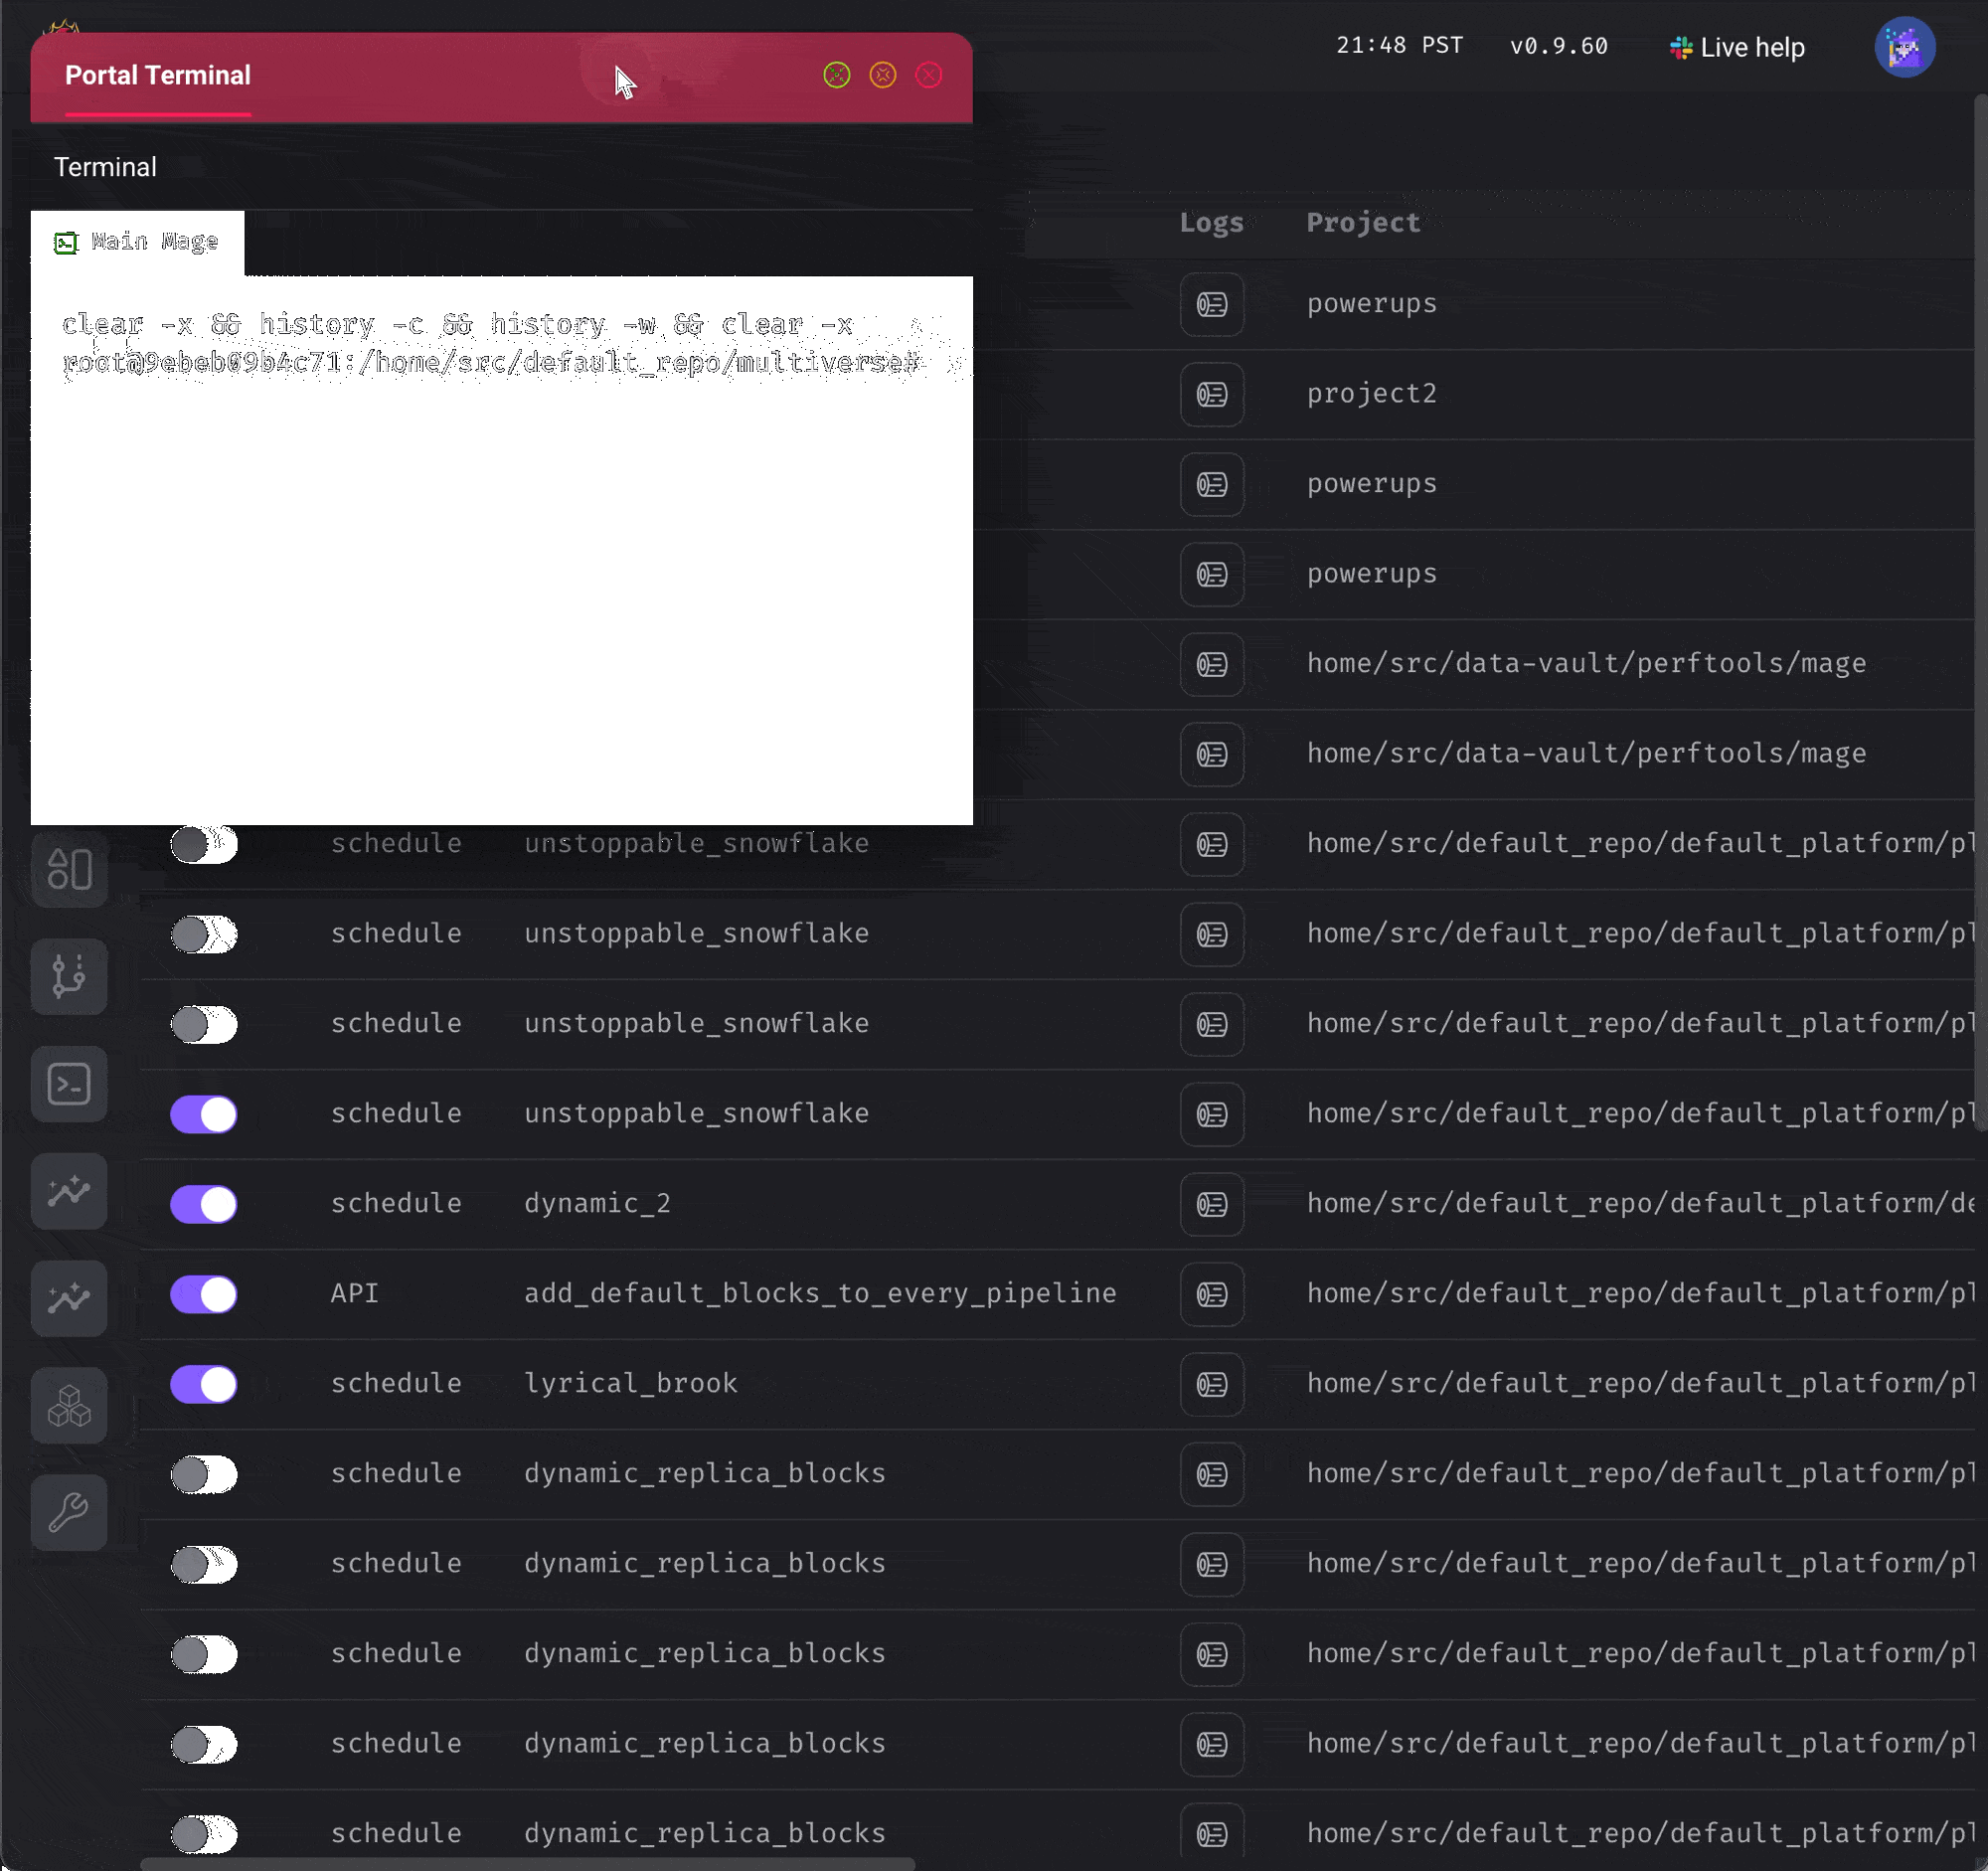 21:48 PST v0.9.60 Live help
Portal Terminal
Terminal
Main Mage
clear -x && history -c && history -w && clear -x
root@9ebeb09b4c71:/home/src/default_repo/multiverse#
Logs Project
powerups
project2
powerups
powerups
home/src/data-vault/perftools/mage
home/src/data-vault/perftools/mage
schedule unstoppable_snowflake home/src/default_repo/default_platform/pl
schedule unstoppable_snowflake home/src/default_repo/default_platform/pl
schedule unstoppable_snowflake home/src/default_repo/default_platform/pl
schedule unstoppable_snowflake home/src/default_repo/default_platform/pl
schedule dynamic_2 home/src/default_repo/default_platform/de
API add_default_blocks_to_every_pipeline home/src/default_repo/default_platform/pl
schedule lyrical_brook home/src/default_repo/default_platform/pl
schedule dynamic_replica_blocks home/src/default_repo/default_platform/pl
schedule dynamic_replica_blocks home/src/default_repo/default_platform/pl
schedule dynamic_replica_blocks home/src/default_repo/default_platform/pl
schedule dynamic_replica_blocks home/src/default_repo/default_platform/pl
schedule dynamic_replica_blocks home/src/default_repo/default_platform/pl